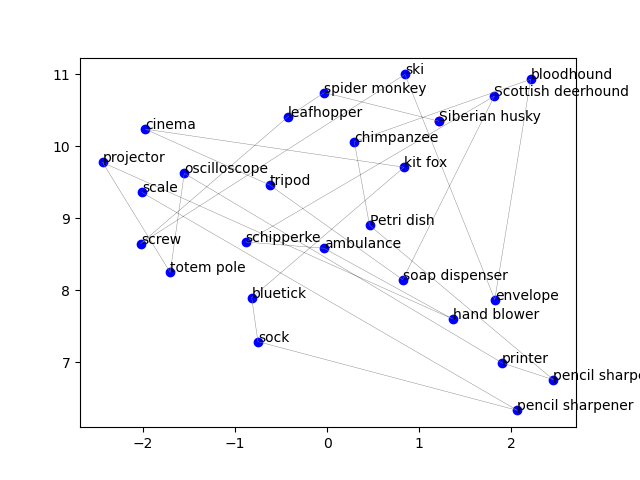 ski
bloodhound
spider monkey
Scottish deerhound
leafhopper
Siberian husky
cinema
chimpanzee
projector
kit fox
oscilloscope
tripod
scale
Petri dish
screw
schipperke
ambulance
totem pole
soap dispenser
bluetick
envelope
hand blower
sock
printer
pencil sharpe
pencil sharpener
11
10
9
8
7
−2
−1
0
1
2